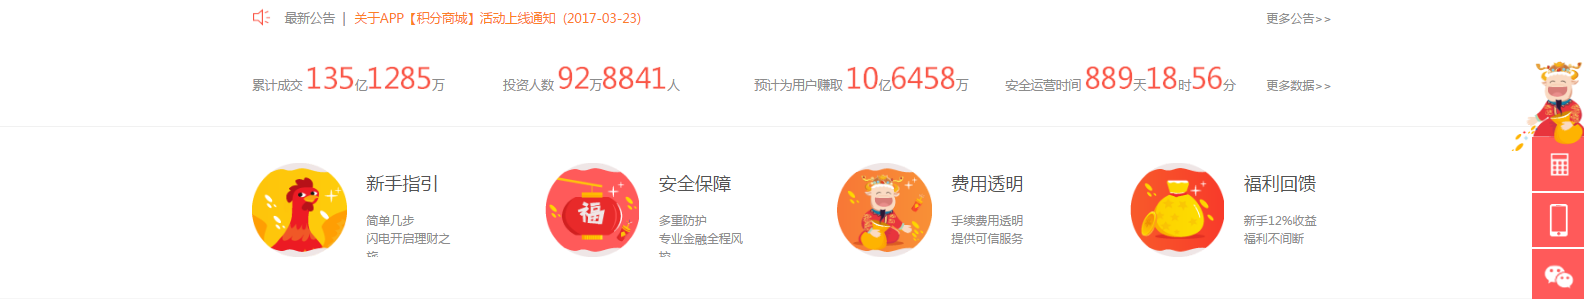 最新公告 | 关于APP【积分商城】活动上线通知 (2017-03-23) 更多公告>>
累计成交 135亿1285万 投资人数 92万8841人 预计为用户赚取 10亿6458万 安全运营时间 889天18时56分 更多数据>>
新手指引
简单几步
闪电开启理财之
旅
安全保障
多重防护
专业金融全程风
控
福
费用透明
手续费用透明
提供可信服务
福利回馈
新手12%收益
福利不间断